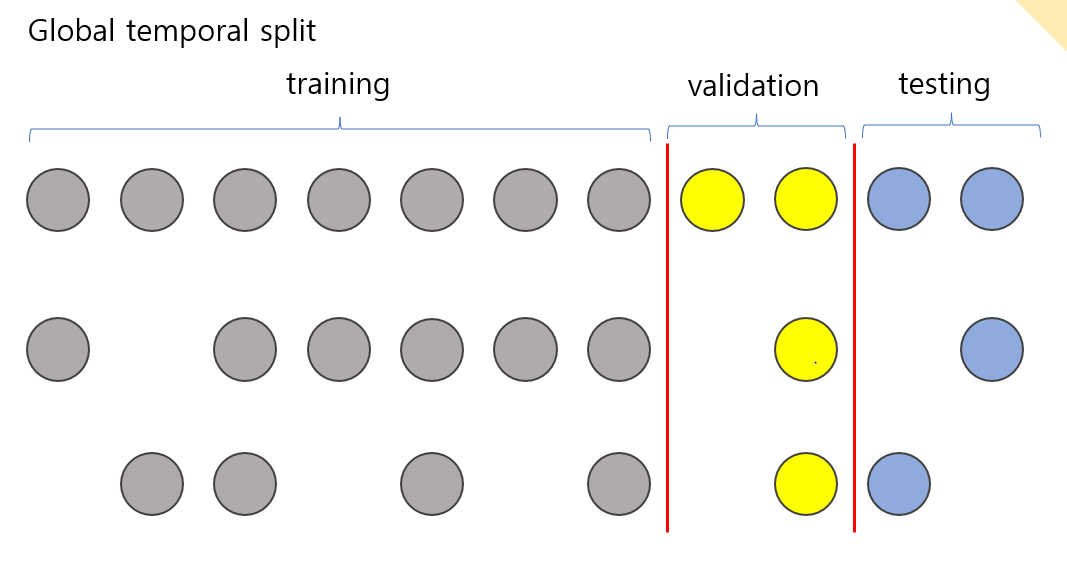 Global temporal split
training
validation
testing